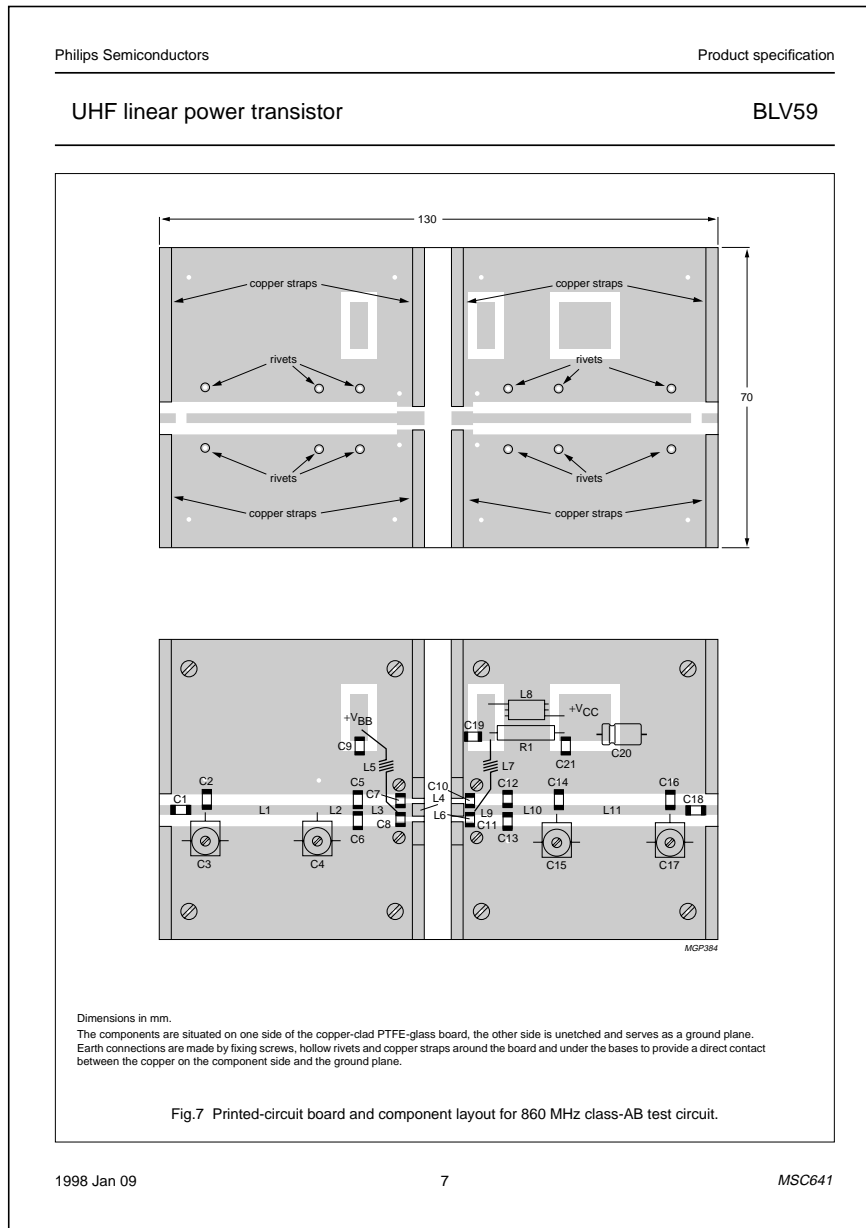 Philips Semiconductors
Product specification
UHF linear power transistor
BLV59
130
copper straps
copper straps
rivets
rivets
70
rivets
rivets
copper straps
copper straps
L8
+VBB
+VCC
C19
C9
R1
C21
C20
L5
L7
C2
C5
C7
C10
C12
C14
C16
C1
L4
C18
L1
L2
L3
L6
L9
L10
L11
C8
C11
C6
C13
C3
C4
C15
C17
MGP384
Dimensions in mm.
The components are situated on one side of the copper-clad PTFE-glass board, the other side is unetched and serves as a ground plane.
Earth connections are made by fixing screws, hollow rivets and copper straps around the board and under the bases to provide a direct contact
between the copper on the component side and the ground plane.
Fig.7 Printed-circuit board and component layout for 860 MHz class-AB test circuit.
1998 Jan 09
7
MSC641